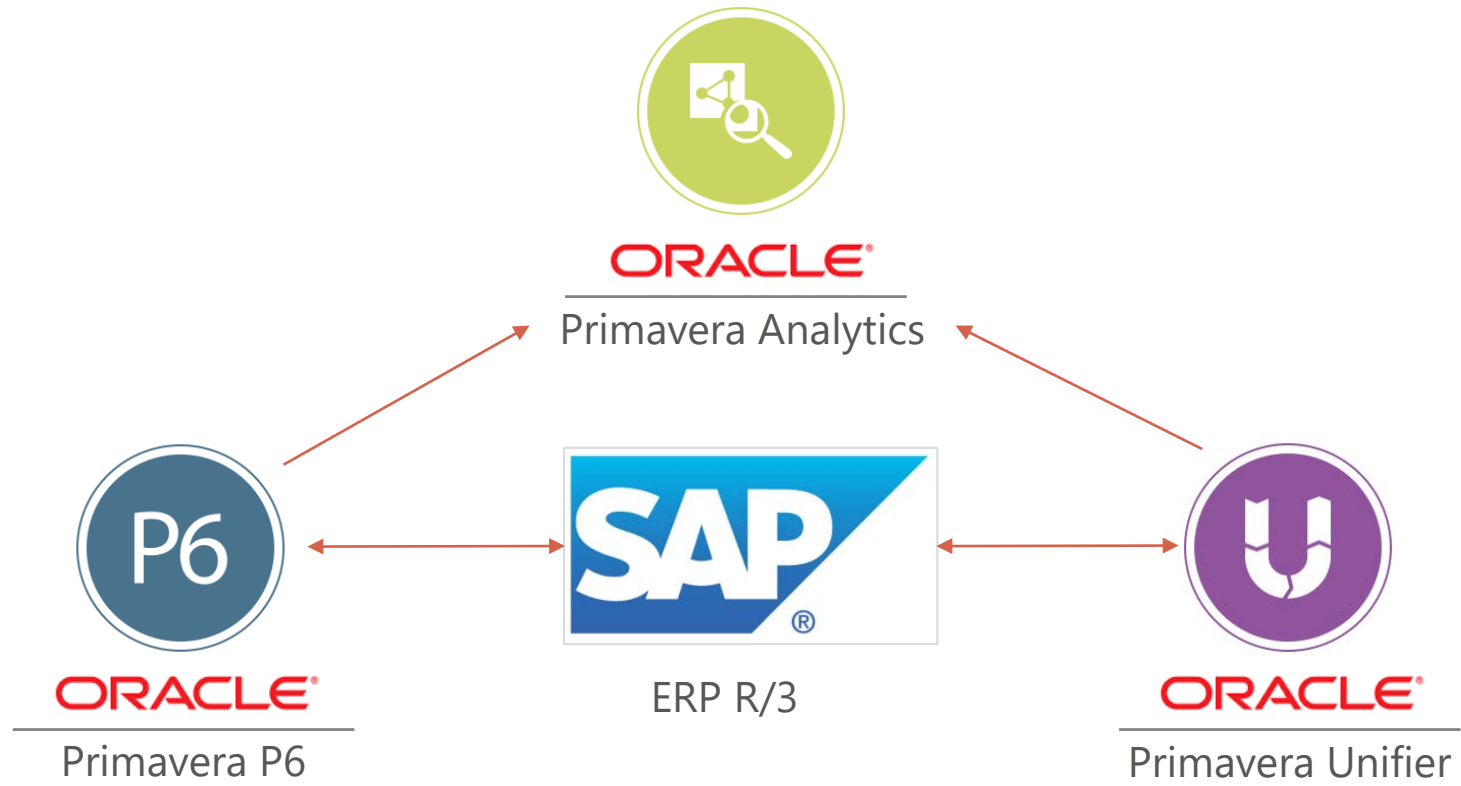 ORACLE®
Primavera Analytics
P6
SAP
®
ORACLE®
Primavera P6
ERP R/3
ORACLE®
Primavera Unifier